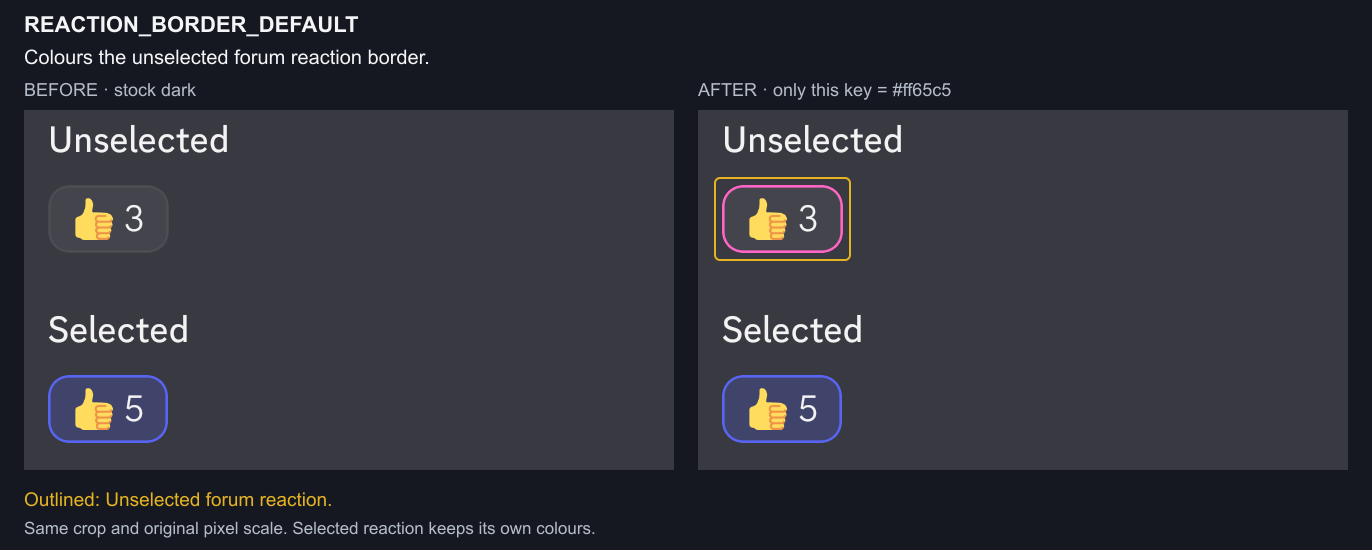 REACTION_BORDER_DEFAULT
Colours the unselected forum reaction border.
BEFORE · stock dark
AFTER · only this key = #ff65c5
Unselected
Unselected
3
3
Selected
Selected
5
5
Outlined: Unselected forum reaction.
Same crop and original pixel scale. Selected reaction keeps its own colours.